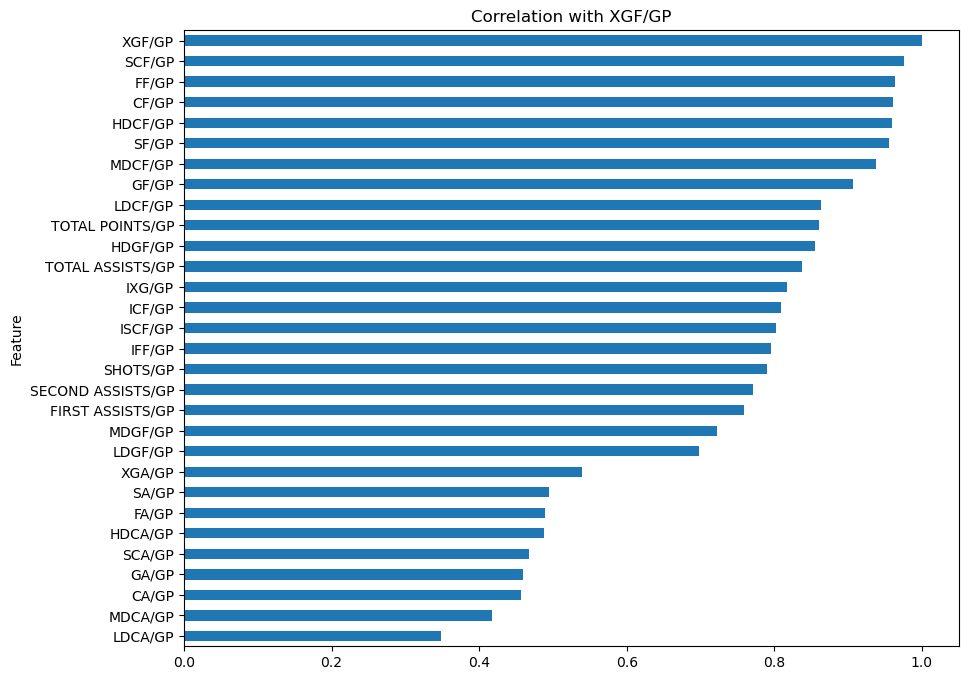 Correlation with XGF/GP
Feature
XGF/GP
SCF/GP
FF/GP
CF/GP
HDCF/GP
SF/GP
MDCF/GP
GF/GP
LDCF/GP
TOTAL POINTS/GP
HDGF/GP
TOTAL ASSISTS/GP
IXG/GP
ICF/GP
ISCF/GP
IFF/GP
SHOTS/GP
SECOND ASSISTS/GP
FIRST ASSISTS/GP
MDGF/GP
LDGF/GP
XGA/GP
SA/GP
FA/GP
HDCA/GP
SCA/GP
GA/GP
CA/GP
MDCA/GP
LDCA/GP
0.0 0.2 0.4 0.6 0.8 1.0